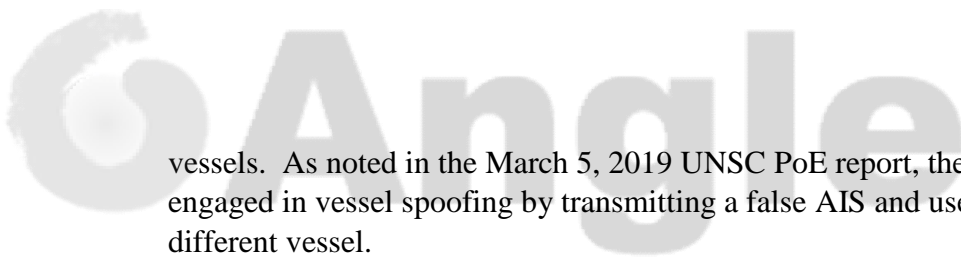 Angle
vessels. As noted in the March 5, 2019 UNSC PoE report, the
engaged in vessel spoofing by transmitting a false AIS and use
different vessel.